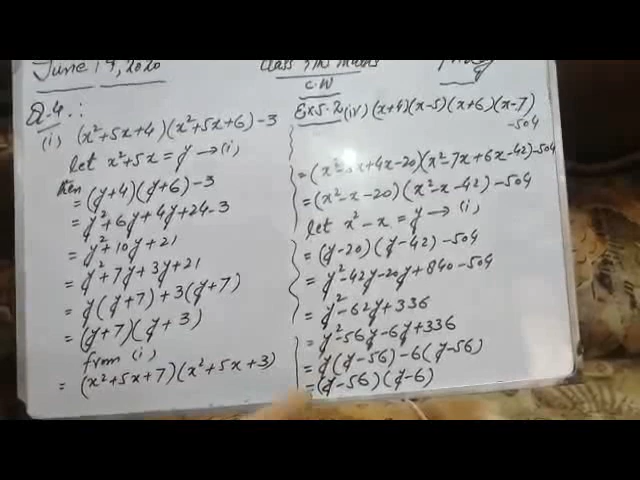 June 17, 2020
Class 9th Maths
C.W
Q.4 :
(i) (x²+5x+4)(x²+5x+6)-3
let x²+5x = y → (i)
then
= (y+4)(y+6)-3
= y²+6y+4y+24-3
= y²+10y+21
= y²+7y+3y+21
= y(y+7)+3(y+7)
= (y+7)(y+3)
from (i)
= (x²+5x+7)(x²+5x+3)
Ex 5.2 (iv) (x+4)(x-5)(x+6)(x-7)
-504
= (x²-5x+4x-20)(x²-7x+6x-42)-504
= (x²-x-20)(x²-x-42)-504
let x²-x = y → (i)
= (y-20)(y-42)-504
= y²-42y-20y+840-504
= y²-62y+336
= y²-56y-6y+336
= y(y-56)-6(y-56)
= (y-56)(y-6)